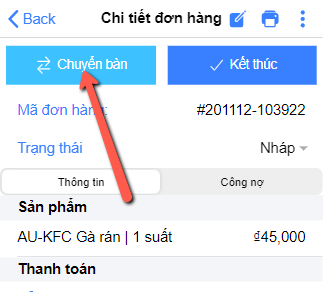 Back Chi tiết đơn hàng
Chuyển bàn Kết thúc
Mã đơn hàng: #201112-103922
Trạng thái Nháp
Thông tin Công nợ
Sản phẩm
AU-KFC Gà rán | 1 suất ₫45,000
Thanh toán